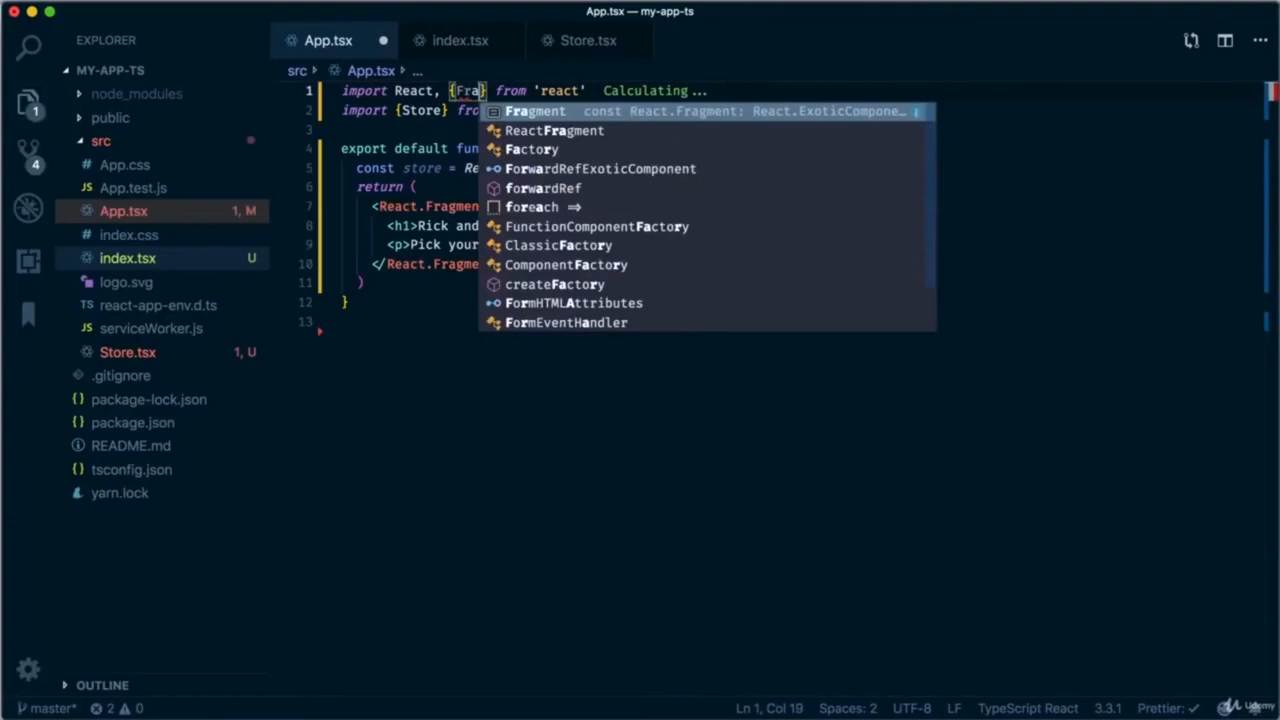 App.tsx — my-app-ts
EXPLORER
App.tsx
index.tsx
Store.tsx
MY-APP-TS
src
App.tsx
...
node_modules
1
public
src
App.css
4
App.test.js
App.tsx 1, M
index.css
index.tsx U
logo.svg
react-app-env.d.ts
serviceWorker.js
Store.tsx 1, U
.gitignore
package-lock.json
package.json
README.md
tsconfig.json
yarn.lock
OUTLINE
1 import React, {Fra} from 'react' Calculating...
2 import {Store} fro
3
4 export default fun
5 const store = Re
6 return (
7 <React.Fragmen
8 <h1>Rick and
9 <p>Pick your
10 </React.Fragme
11 )
12 }
13
Fragment const React.Fragment: React.ExoticCompone…
ReactFragment
Factory
ForwardRefExoticComponent
forwardRef
foreach =>
FunctionComponentFactory
ClassicFactory
ComponentFactory
createFactory
FormHTMLAttributes
FormEventHandler
master* 2 0 Ln 1, Col 19 Spaces: 2 UTF-8 LF TypeScript React 3.3.1 Prettier: ✓
Udemy